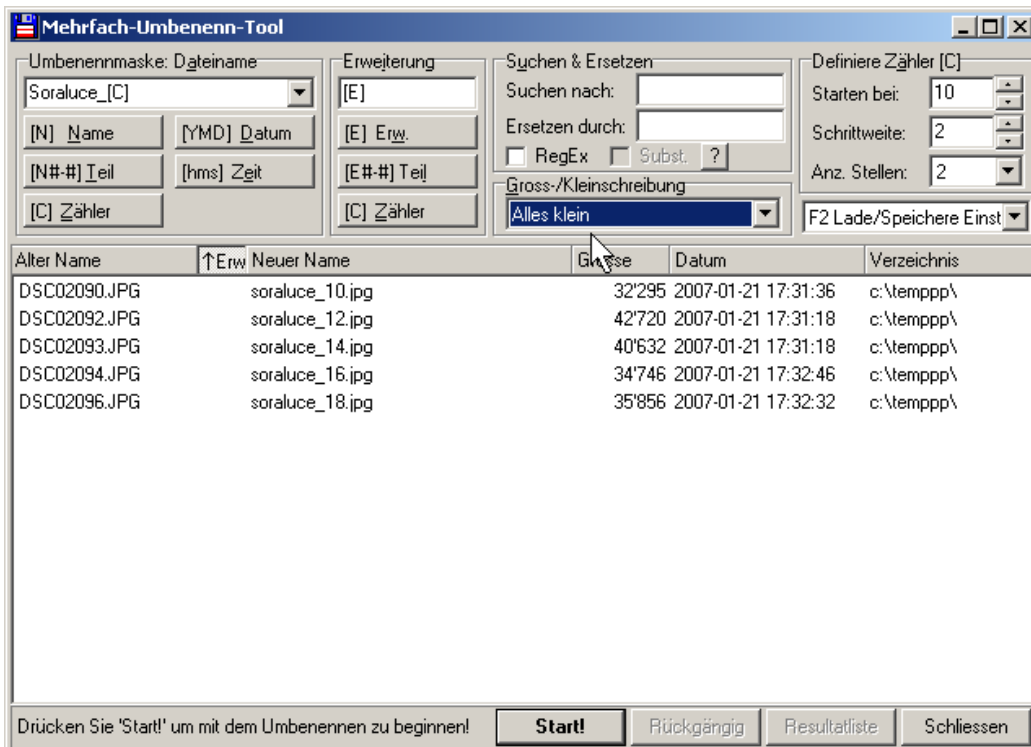 Mehrfach-Umbenenn-Tool
Umbenennmaske: Dateiname
Soraluce_[C]
[N] Name
[YMD] Datum
[N#-#] Teil
[hms] Zeit
[C] Zähler
Erweiterung
[E]
[E] Erw.
[E#-#] Teil
[C] Zähler
Suchen & Ersetzen
Suchen nach:
Ersetzen durch:
RegEx
Subst.
?
Gross-/Kleinschreibung
Alles klein
Definiere Zähler [C]
Starten bei: 10
Schrittweite: 2
Anz. Stellen: 2
F2 Lade/Speichere Einst
Alter Name ↑Erw Neuer Name Grösse Datum Verzeichnis
DSC02090.JPG soraluce_10.jpg 32'295 2007-01-21 17:31:36 c:\temppp\
DSC02092.JPG soraluce_12.jpg 42'720 2007-01-21 17:31:18 c:\temppp\
DSC02093.JPG soraluce_14.jpg 40'632 2007-01-21 17:31:18 c:\temppp\
DSC02094.JPG soraluce_16.jpg 34'746 2007-01-21 17:32:46 c:\temppp\
DSC02096.JPG soraluce_18.jpg 35'856 2007-01-21 17:32:32 c:\temppp\
Drücken Sie 'Start!' um mit dem Umbenennen zu beginnen!
Start!
Rückgängig
Resultatliste
Schliessen